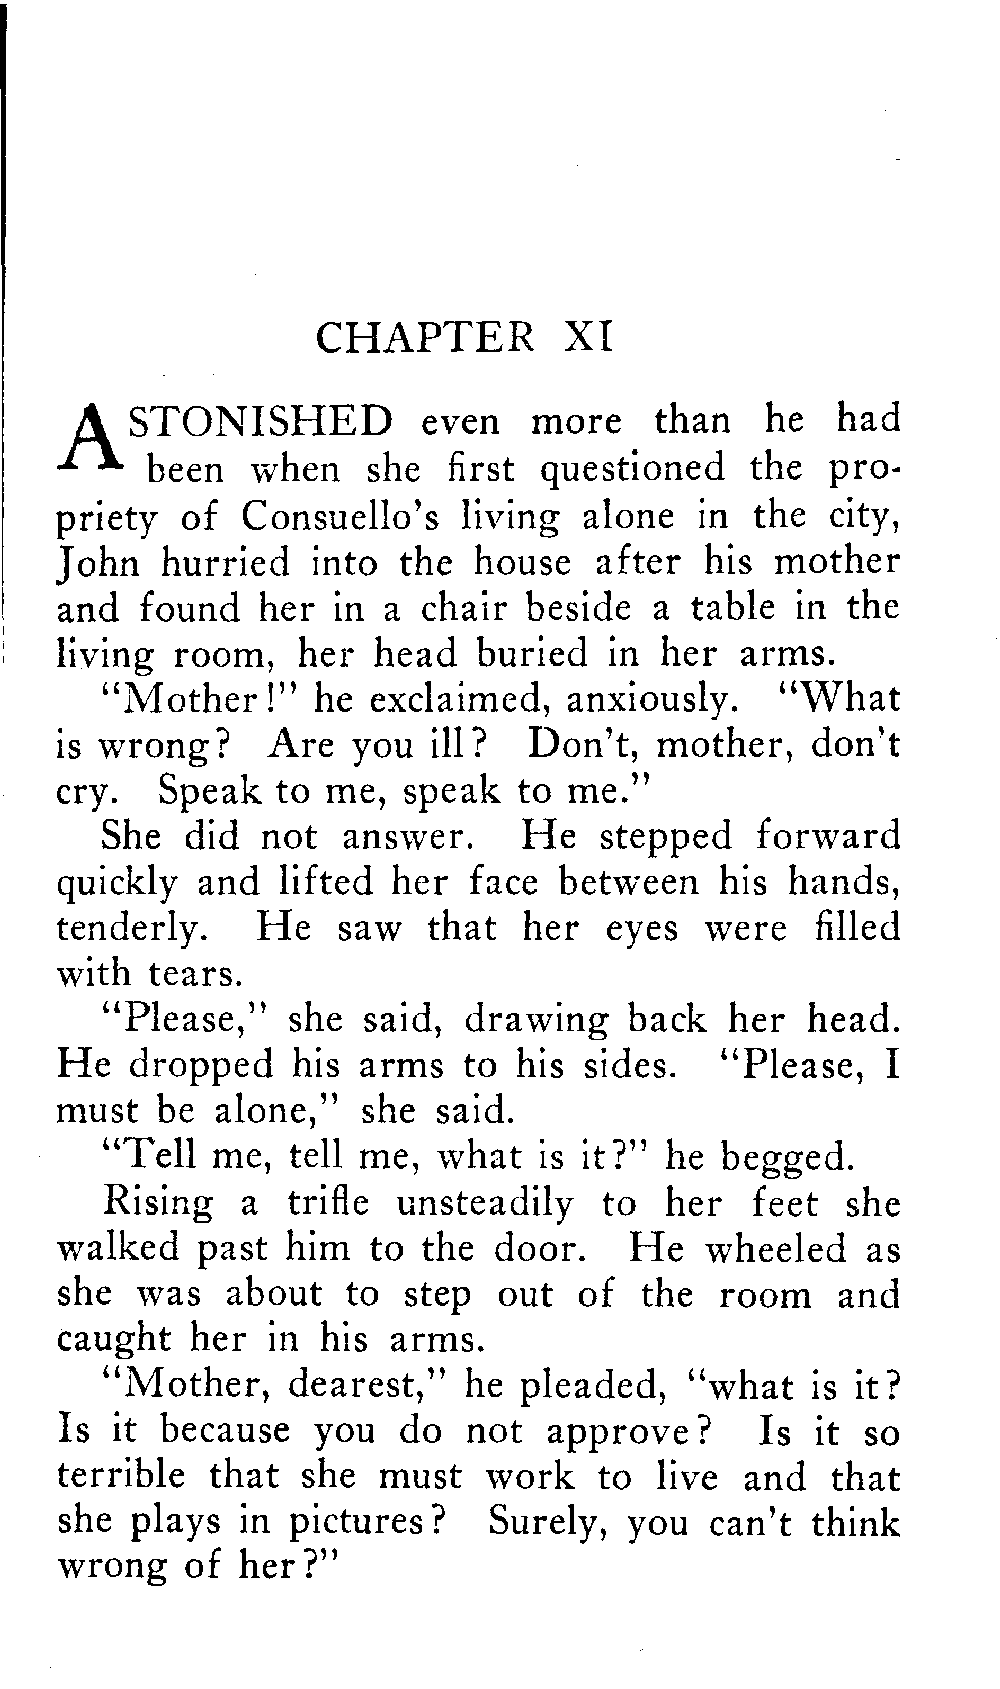 CHAPTER XI
ASTONISHED even more than he had
been when she first questioned the pro-
priety of Consuello's living alone in the city,
John hurried into the house after his mother
and found her in a chair beside a table in the
living room, her head buried in her arms.
"Mother!" he exclaimed, anxiously. "What
is wrong? Are you ill? Don't, mother, don't
cry. Speak to me, speak to me."
She did not answer. He stepped forward
quickly and lifted her face between his hands,
tenderly. He saw that her eyes were filled
with tears.
"Please," she said, drawing back her head.
He dropped his arms to his sides. "Please, I
must be alone," she said.
"Tell me, tell me, what is it?" he begged.
Rising a trifle unsteadily to her feet she
walked past him to the door. He wheeled as
she was about to step out of the room and
caught her in his arms.
"Mother, dearest," he pleaded, "what is it?
Is it because you do not approve? Is it so
terrible that she must work to live and that
she plays in pictures? Surely, you can't think
wrong of her?"